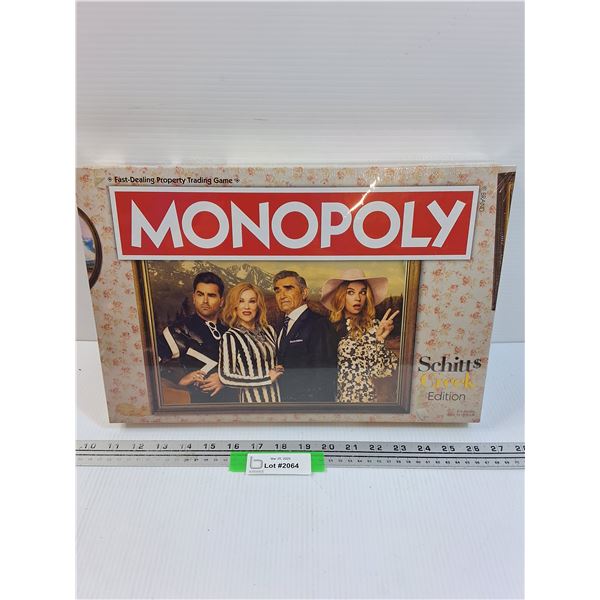 Fast-Dealing Property Trading Game
MONOPOLY
BRAND
Schitt$
Creek
Edition
10 11 12 13 14 15 16 17 18 19 20 21 22 23 24 25 26 27
Lot #2064